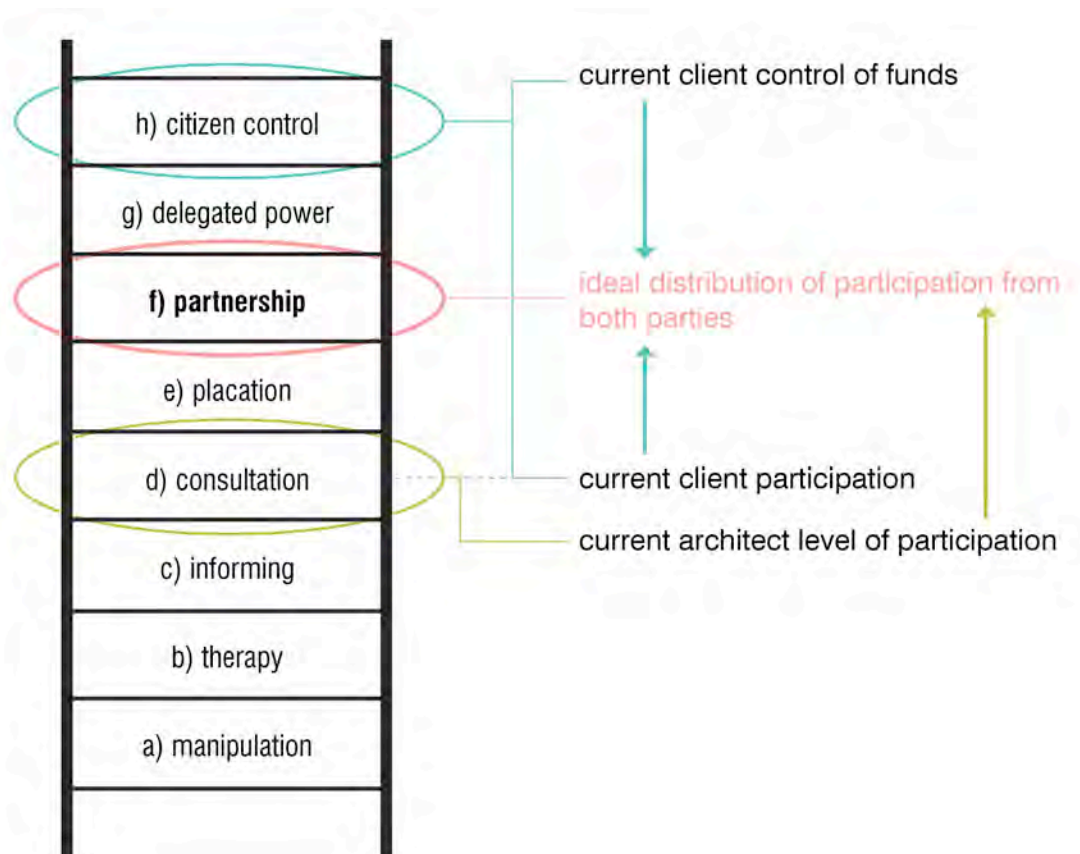 current client control of funds
h) citizen control
g) delegated power
ideal distribution of participation from
both parties
f) partnership
e) placation
d) consultation
current client participation
current architect level of participation
c) informing
b) therapy
a) manipulation